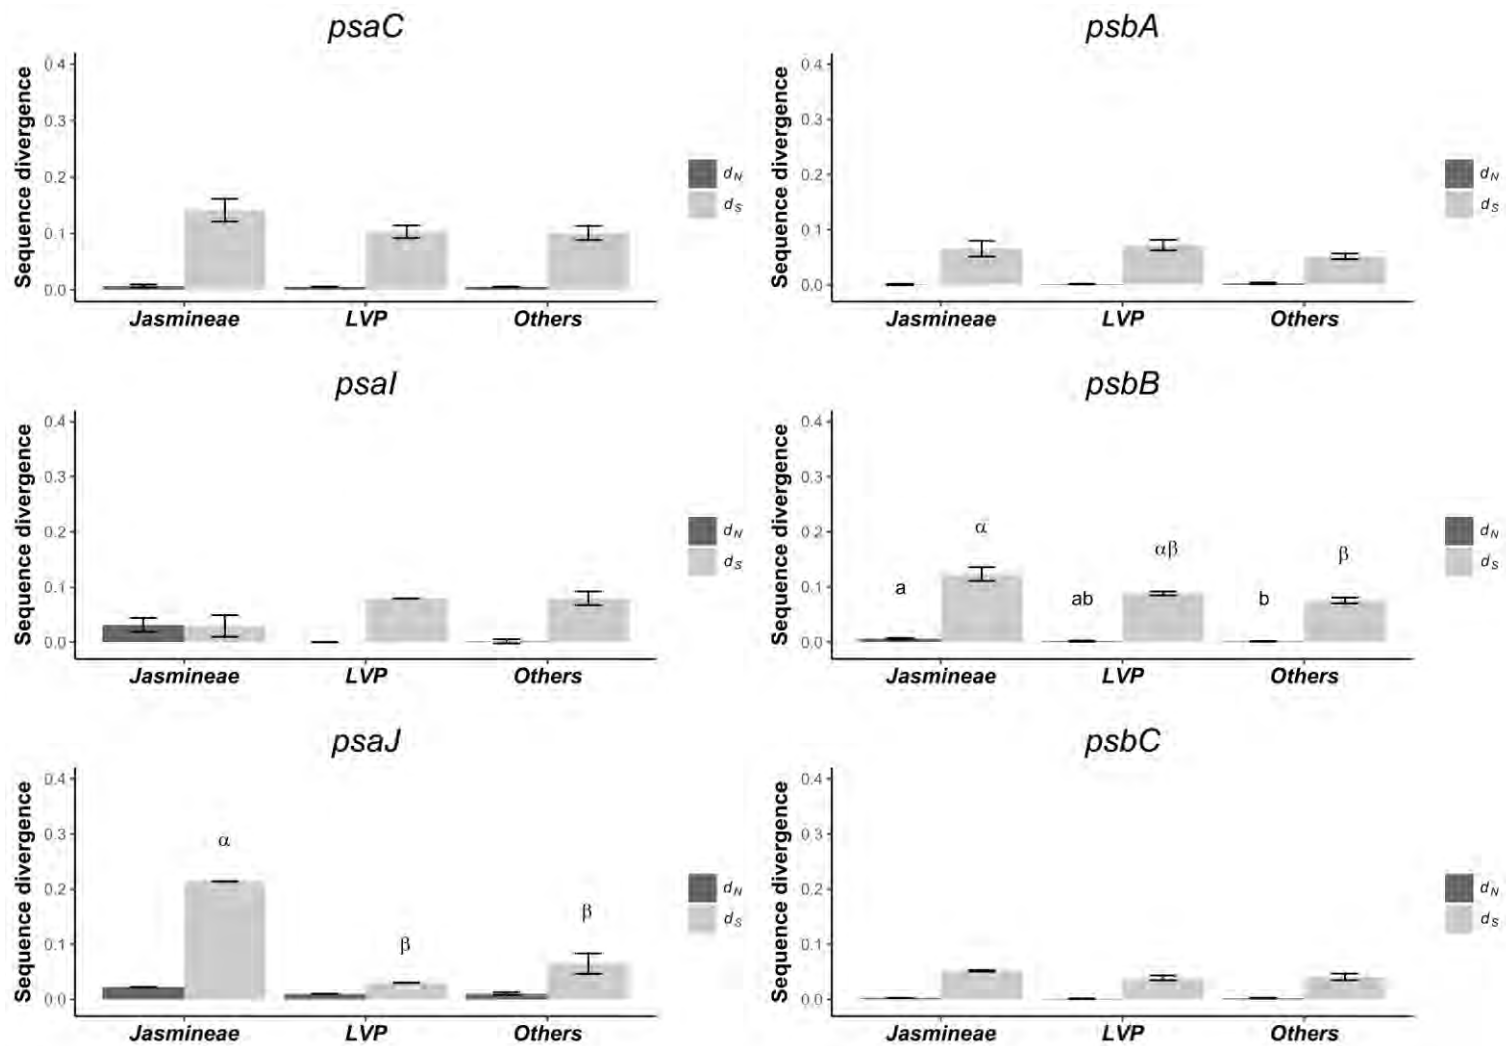 psaC
Sequence divergence
0.4
0.3
0.2
0.1
0.0
Jasmineae LVP Others
dN
dS
psbA
Sequence divergence
0.4
0.3
0.2
0.1
0.0
Jasmineae LVP Others
dN
dS
psaI
Sequence divergence
0.4
0.3
0.2
0.1
0.0
Jasmineae LVP Others
dN
dS
psbB
Sequence divergence
0.4
0.3
0.2
0.1
0.0
a α ab αβ b β
Jasmineae LVP Others
dN
dS
psaJ
Sequence divergence
0.4
0.3
0.2
0.1
0.0
α β β
Jasmineae LVP Others
dN
dS
psbC
Sequence divergence
0.4
0.3
0.2
0.1
0.0
Jasmineae LVP Others
dN
dS